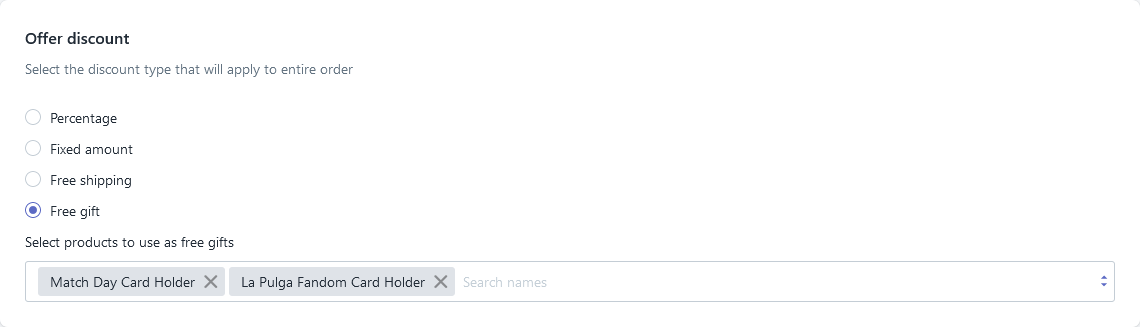 Offer discount
Select the discount type that will apply to entire order
Percentage
Fixed amount
Free shipping
Free gift
Select products to use as free gifts
Match Day Card Holder La Pulga Fandom Card Holder Search names